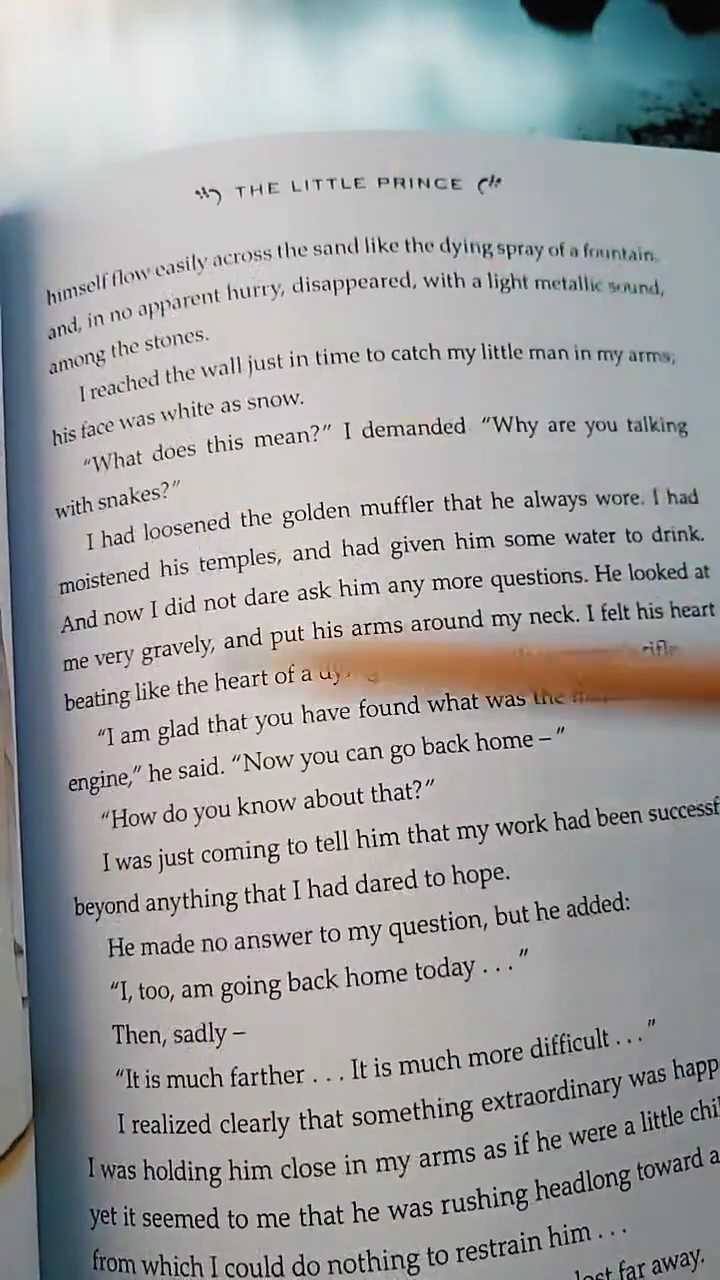 THE LITTLE PRINCE
himself flow easily across the sand like the dying spray of a fountain,
and, in no apparent hurry, disappeared, with a light metallic sound,
among the stones.
I reached the wall just in time to catch my little man in my arms;
his face was white as snow.
“What does this mean?” I demanded “Why are you talking
with snakes?”
I had loosened the golden muffler that he always wore. I had
moistened his temples, and had given him some water to drink.
And now I did not dare ask him any more questions. He looked at
me very gravely, and put his arms around my neck. I felt his heart
beating like the heart of a
“I am glad that you have found what was the
engine,” he said. “Now you can go back home – ”
“How do you know about that?”
I was just coming to tell him that my work had been successf
beyond anything that I had dared to hope.
He made no answer to my question, but he added:
“I, too, am going back home today . . . ”
Then, sadly –
“It is much farther . . . It is much more difficult . . . ”
I realized clearly that something extraordinary was happ
I was holding him close in my arms as if he were a little chil
yet it seemed to me that he was rushing headlong toward a
from which I could do nothing to restrain him . . .
lost far away.